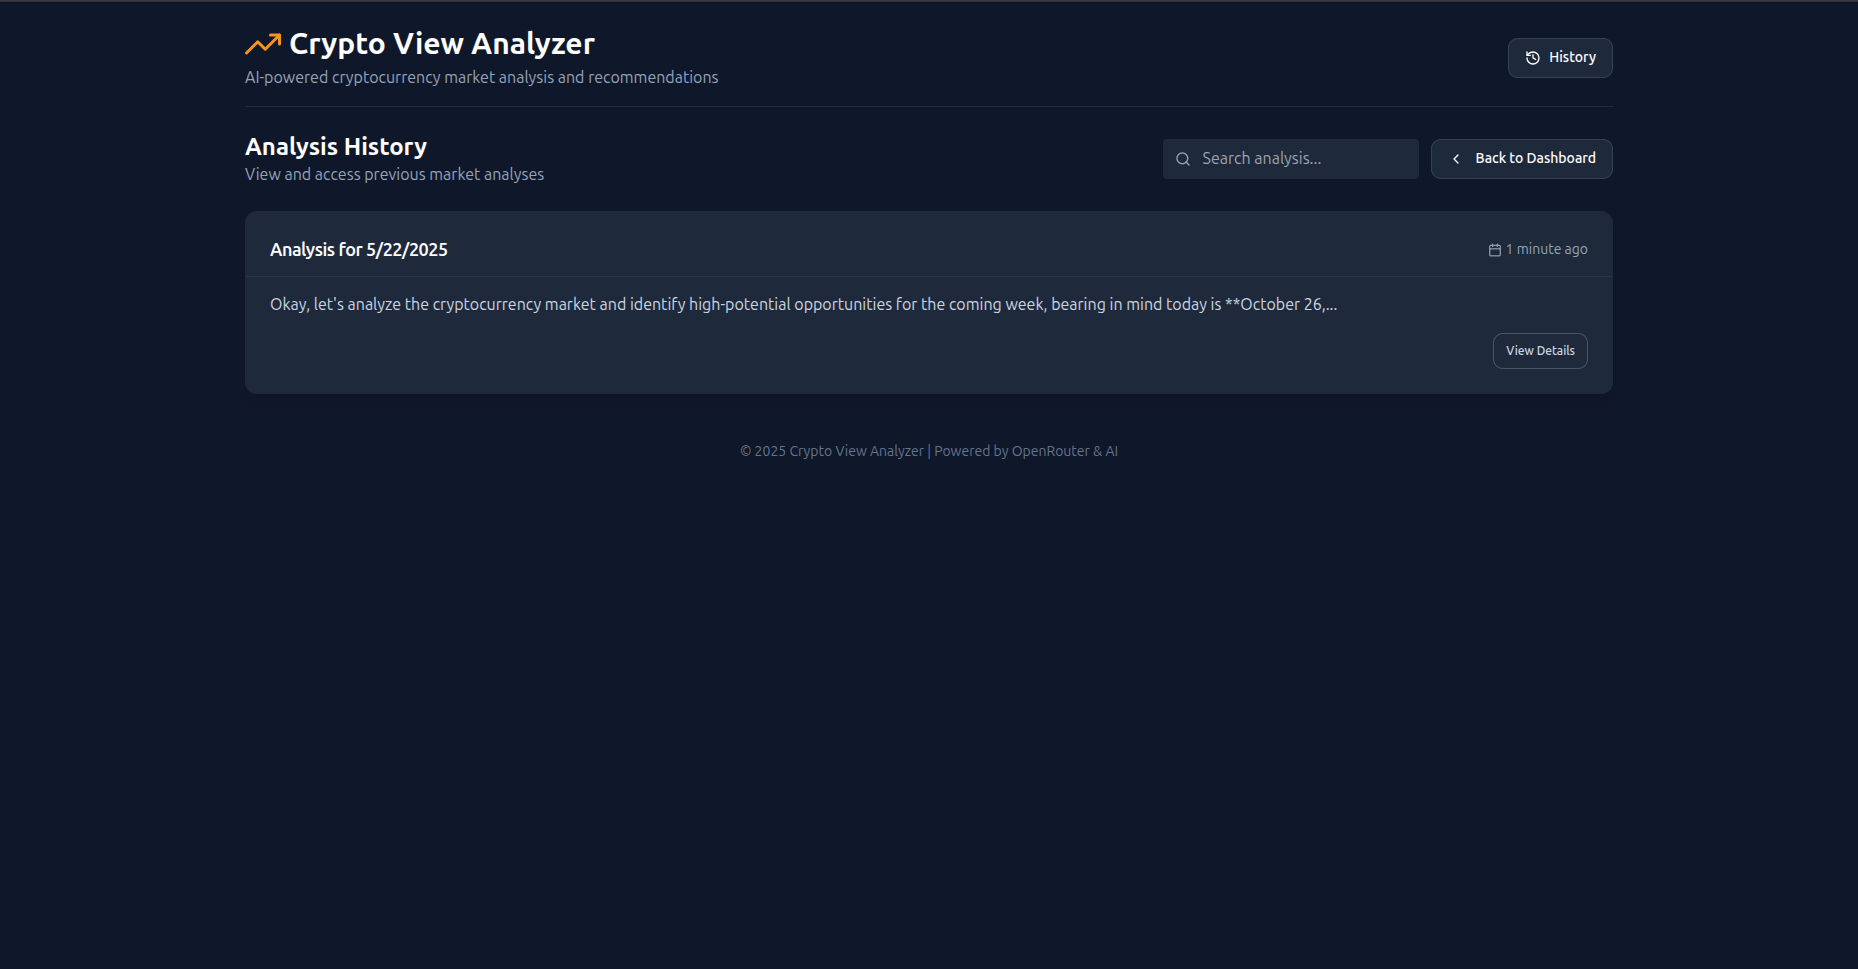 Crypto View Analyzer
AI-powered cryptocurrency market analysis and recommendations
History
Analysis History
View and access previous market analyses
Search analysis...
Back to Dashboard
Analysis for 5/22/2025
1 minute ago
Okay, let's analyze the cryptocurrency market and identify high-potential opportunities for the coming week, bearing in mind today is **October 26,...
View Details
© 2025 Crypto View Analyzer | Powered by OpenRouter & AI